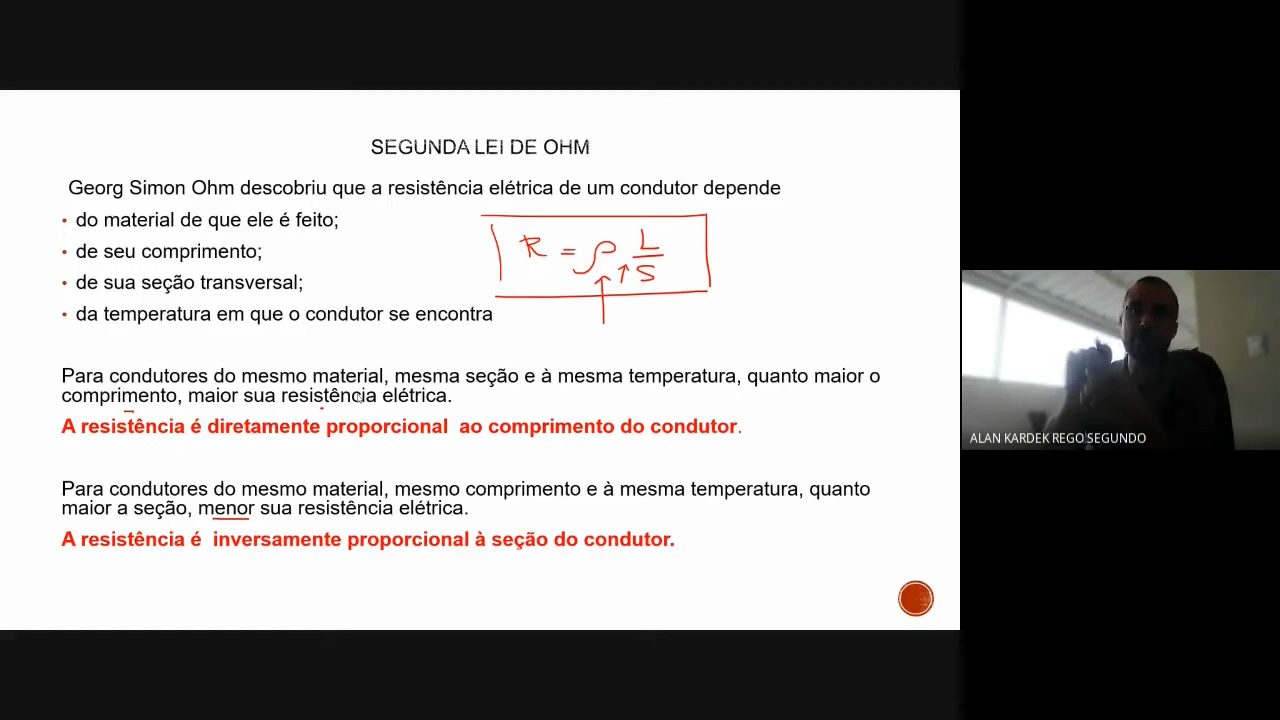 SEGUNDA LEI DE OHM
Georg Simon Ohm descobriu que a resistência elétrica de um condutor depende
• do material de que ele é feito;
• de seu comprimento;
• de sua seção transversal;
• da temperatura em que o condutor se encontra
R = ρ L/S
Para condutores do mesmo material, mesma seção e à mesma temperatura, quanto maior o
comprimento, maior sua resistência elétrica.
A resistência é diretamente proporcional ao comprimento do condutor.
Para condutores do mesmo material, mesmo comprimento e à mesma temperatura, quanto
maior a seção, menor sua resistência elétrica.
A resistência é inversamente proporcional à seção do condutor.
ALAN KARDEK REGO SEGUNDO